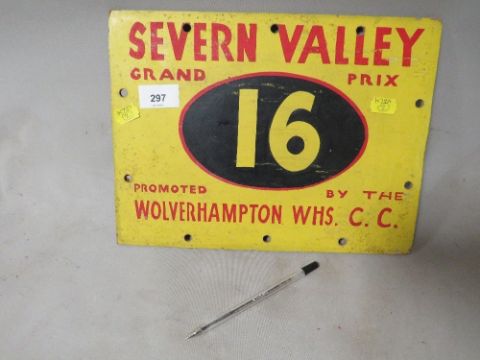 SEVERN VALLEY
GRAND PRIX
297
16
PROMOTED BY THE
WOLVERHAMPTON WHS. C. C.